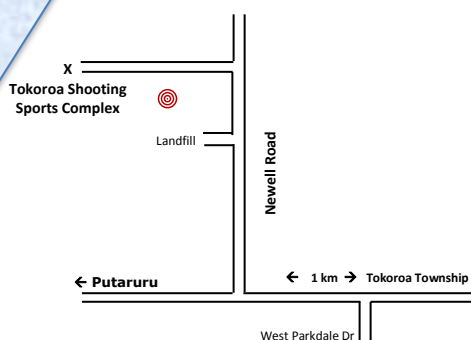 X
Tokoroa Shooting
Sports Complex
Landfill
Newell Road
← Putaruru
← 1 km → Tokoroa Township
West Parkdale Dr